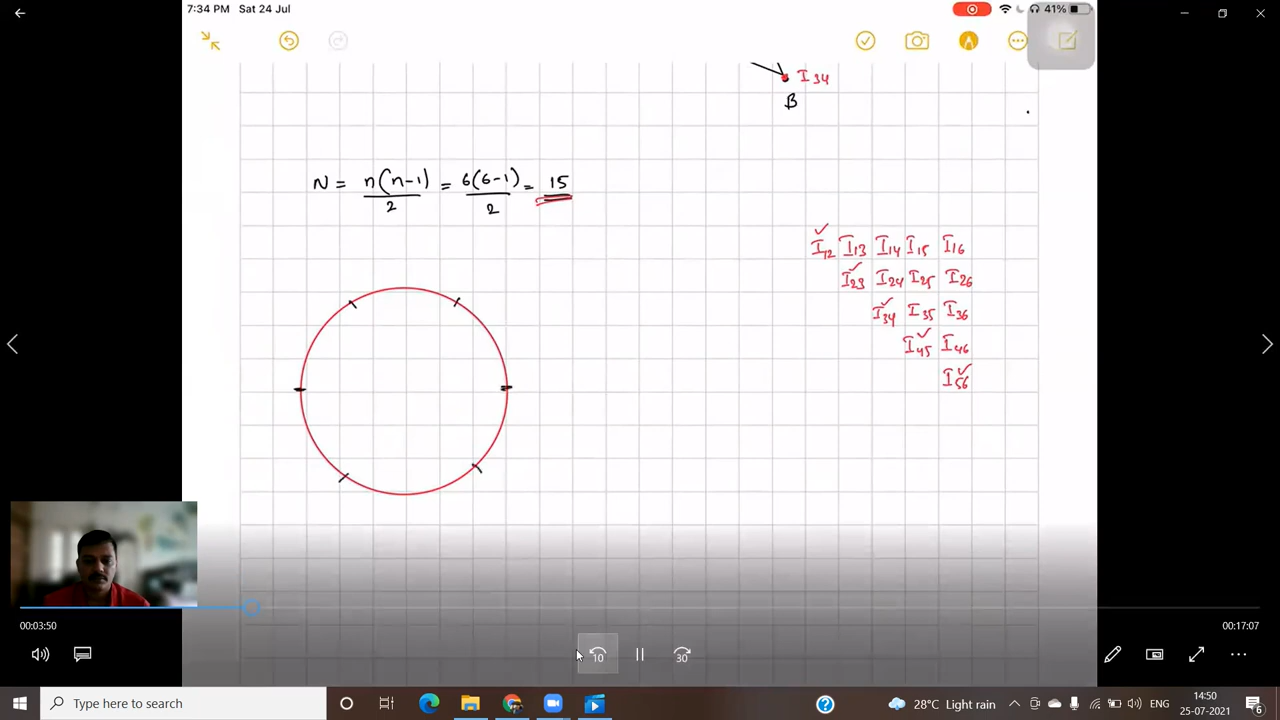 7:34 PM Sat 24 Jul
41%
I34
B
N = n(n-1)/2 = 6(6-1)/2 = 15
I12 I13 I14 I15 I16
I23 I24 I25 I26
I34 I35 I36
I45 I46
I56
00:03:50
00:17:07
10
30
Type here to search
28°C Light rain
ENG
14:50
25-07-2021
6